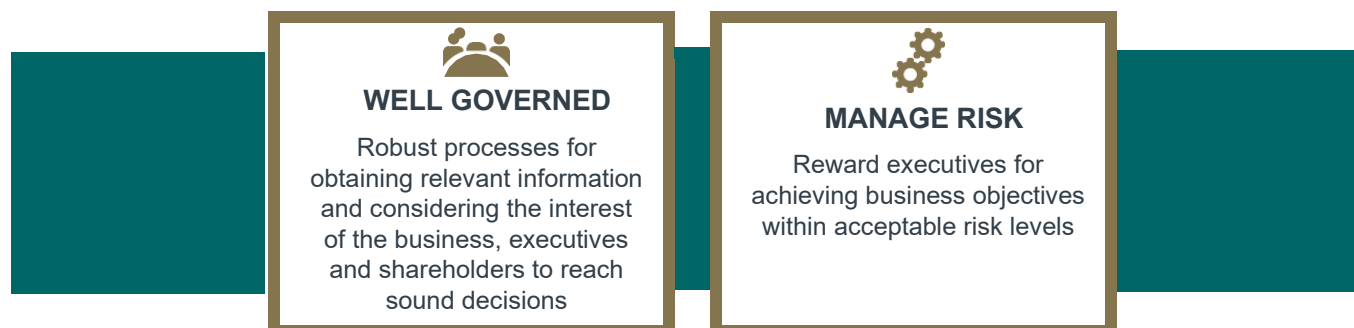 WELL GOVERNED
Robust processes for
obtaining relevant information
and considering the interest
of the business, executives
and shareholders to reach
sound decisions
MANAGE RISK
Reward executives for
achieving business objectives
within acceptable risk levels